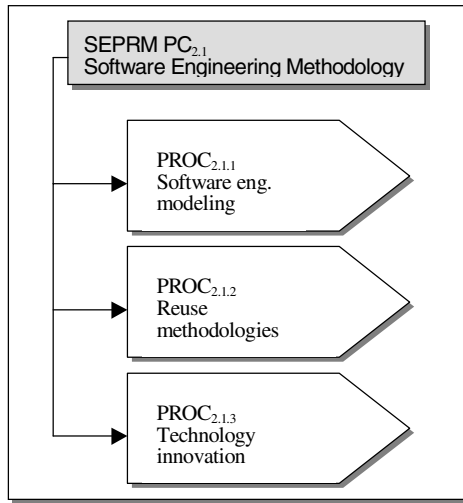 SEPRM PC2.1
Software Engineering Methodology
PROC2.1.1
Software eng.
modeling
PROC2.1.2
Reuse
methodologies
PROC2.1.3
Technology
innovation